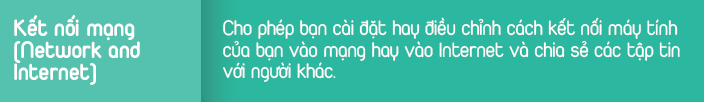 Kết nối mạng
(Network and
Internet)
Cho phép bạn cài đặt hay điều chỉnh cách kết nối máy tính
của bạn vào mạng hay vào Internet và chia sẻ các tập tin
với người khác.